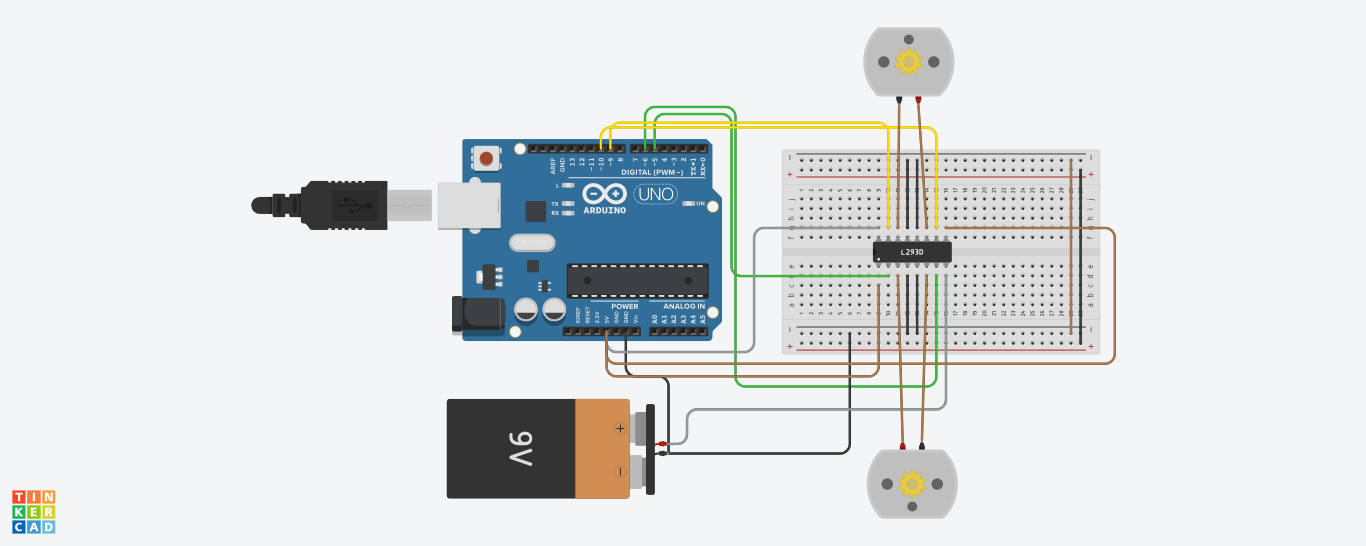 AREF
GND
13
12
~11
~10
~9
8
7
~6
~5
4
~3
2
TX→1
RX←0
DIGITAL (PWM~)
L
TX
RX
ARDUINO
UNO
ON
L293D
POWER
ANALOG IN
IOREF
RESET
3.3V
5V
GND
GND
Vin
A0
A1
A2
A3
A4
A5
9V
+
−
TIN
KER
CAD